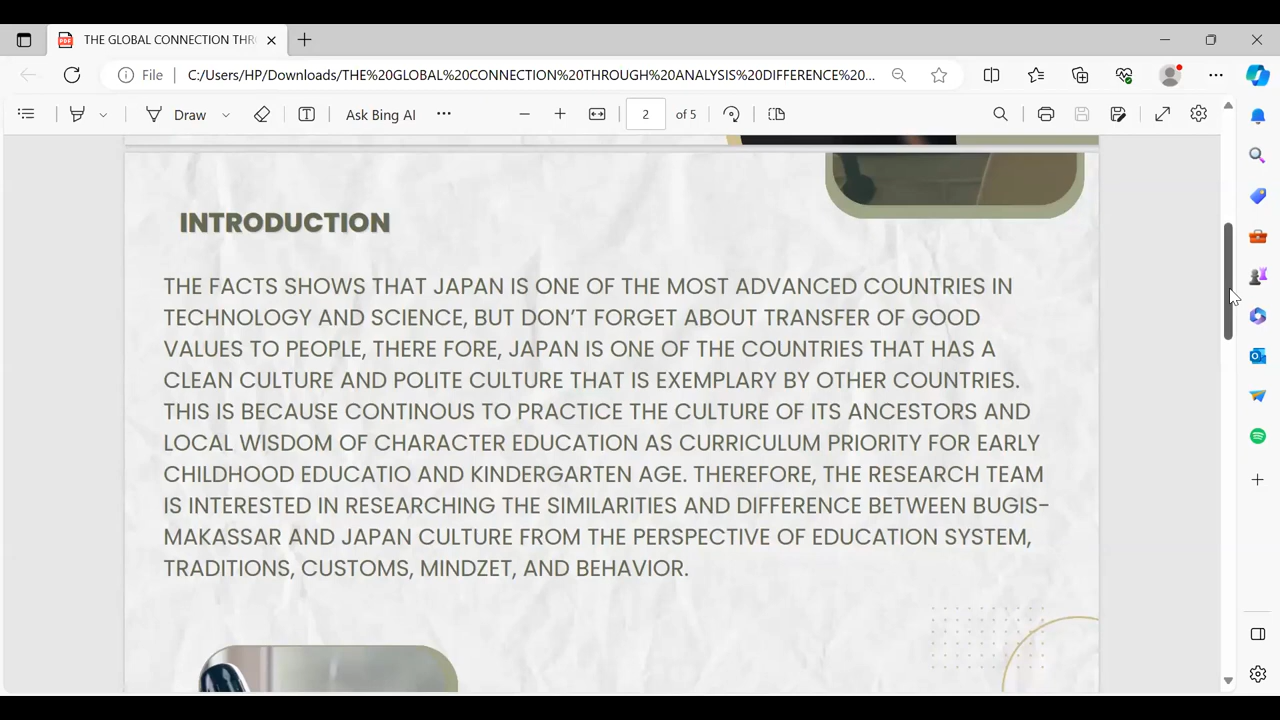 THE GLOBAL CONNECTION THR
File
C:/Users/HP/Downloads/THE%20GLOBAL%20CONNECTION%20THROUGH%20ANALYSIS%20DIFFERENCE%20...
Draw
Ask Bing AI
2 of 5
INTRODUCTION
THE FACTS SHOWS THAT JAPAN IS ONE OF THE MOST ADVANCED COUNTRIES IN
TECHNOLOGY AND SCIENCE, BUT DON’T FORGET ABOUT TRANSFER OF GOOD
VALUES TO PEOPLE, THERE FORE, JAPAN IS ONE OF THE COUNTRIES THAT HAS A
CLEAN CULTURE AND POLITE CULTURE THAT IS EXEMPLARY BY OTHER COUNTRIES.
THIS IS BECAUSE CONTINOUS TO PRACTICE THE CULTURE OF ITS ANCESTORS AND
LOCAL WISDOM OF CHARACTER EDUCATION AS CURRICULUM PRIORITY FOR EARLY
CHILDHOOD EDUCATIO AND KINDERGARTEN AGE. THEREFORE, THE RESEARCH TEAM
IS INTERESTED IN RESEARCHING THE SIMILARITIES AND DIFFERENCE BETWEEN BUGIS-
MAKASSAR AND JAPAN CULTURE FROM THE PERSPECTIVE OF EDUCATION SYSTEM,
TRADITIONS, CUSTOMS, MINDZET, AND BEHAVIOR.